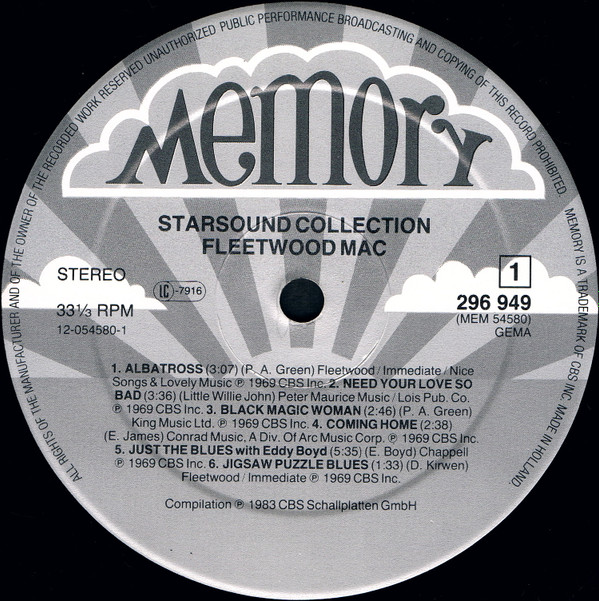 ALL RIGHTS OF THE MANUFACTURER AND OF THE OWNER OF THE RECORDED WORK RESERVED UNAUTHORIZED PUBLIC PERFORMANCE BROADCASTING AND COPYING OF THIS RECORD PROHIBITED. MEMORY IS A TRADEMARK OF CBS INC. MADE IN HOLLAND.
memory
STARSOUND COLLECTION
FLEETWOOD MAC
STEREO
LC-7916
33⅓ RPM
12-054580-1
1
296 949
(MEM 54580)
GEMA
1. ALBATROSS (3:07) (P. A. Green) Fleetwood / Immediate / Nice
Songs & Lovely Music ℗ 1969 CBS Inc. 2. NEED YOUR LOVE SO
BAD (3:36) (Little Willie John) Peter Maurice Music / Lois Pub. Co.
℗ 1969 CBS Inc. 3. BLACK MAGIC WOMAN (2:46) (P. A. Green)
King Music Ltd. ℗ 1969 CBS Inc. 4. COMING HOME (2:38)
(E. James) Conrad Music, A Div. Of Arc Music Corp. ℗ 1969 CBS Inc.
5. JUST THE BLUES with Eddy Boyd (5:35) (E. Boyd) Chappell
℗ 1969 CBS Inc. 6. JIGSAW PUZZLE BLUES (1:33) (D. Kirwen)
Fleetwood / Immediate ℗ 1969 CBS Inc.
Compilation ℗ 1983 CBS Schallplatten GmbH